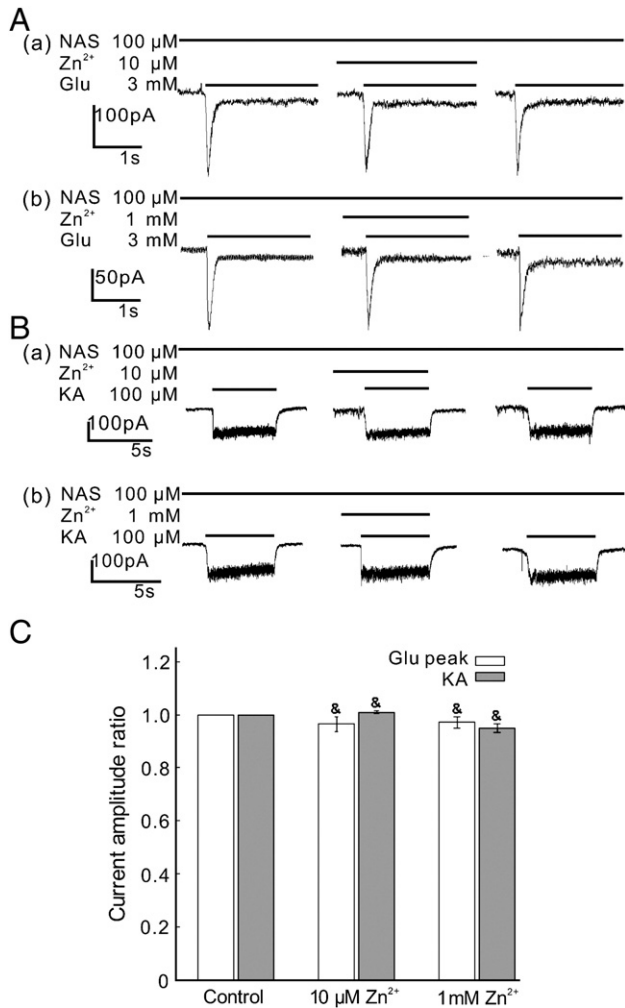 A
(a) NAS 100 µM
Zn²⁺ 10 µM
Glu 3 mM
100pA
1s
(b) NAS 100 µM
Zn²⁺ 1 mM
Glu 3 mM
50pA
1s
B
(a) NAS 100 µM
Zn²⁺ 10 µM
KA 100 µM
100pA
5s
(b) NAS 100 µM
Zn²⁺ 1 mM
KA 100 µM
100pA
5s
C
Current amplitude ratio
1.2
1.0
0.8
0.6
0.4
0.2
0
Glu peak
KA
& & & &
Control 10 µM Zn²⁺ 1mM Zn²⁺